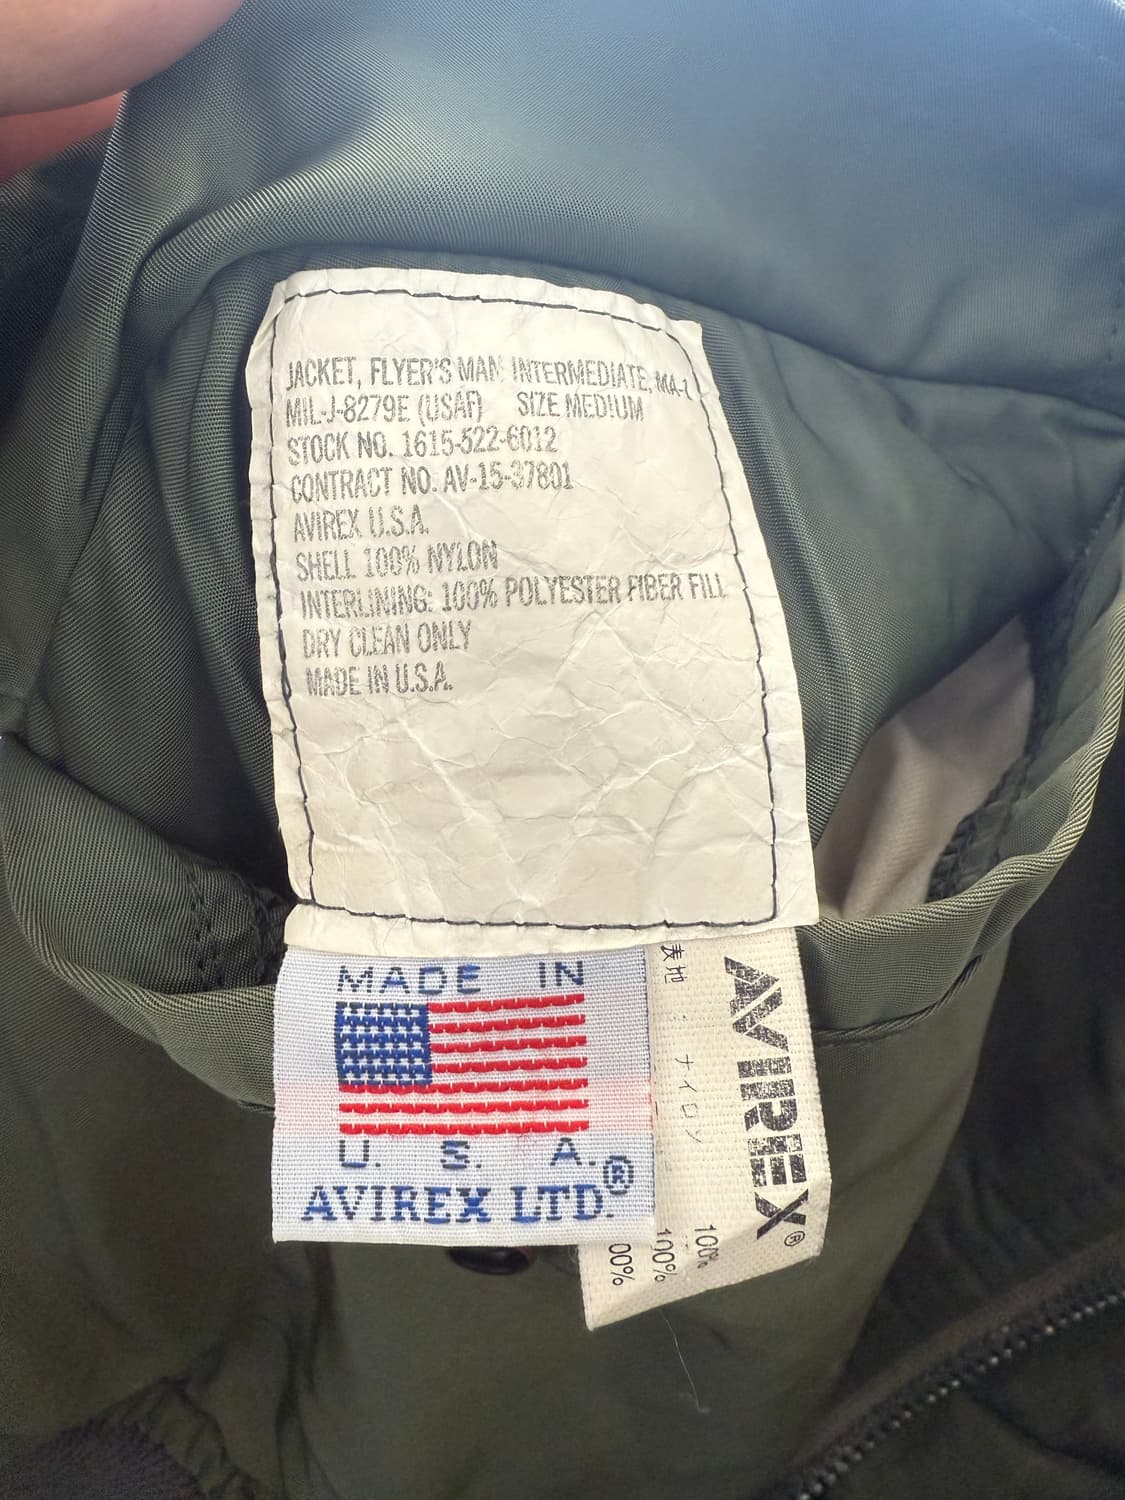 JACKET, FLYER'S MAN INTERMEDIATE, MA-1
MIL-J-8279E (USAF) SIZE MEDIUM
STOCK NO. 1615-522-6012
CONTRACT NO. AV-15-37801
AVIREX U.S.A.
SHELL 100% NYLON
INTERLINING: 100% POLYESTER FIBER FILL
DRY CLEAN ONLY
MADE IN U.S.A.
MADE IN
U. S. A.
AVIREX LTD.®
AVIREX®
表地 : ナイロン 100%
100%
00%